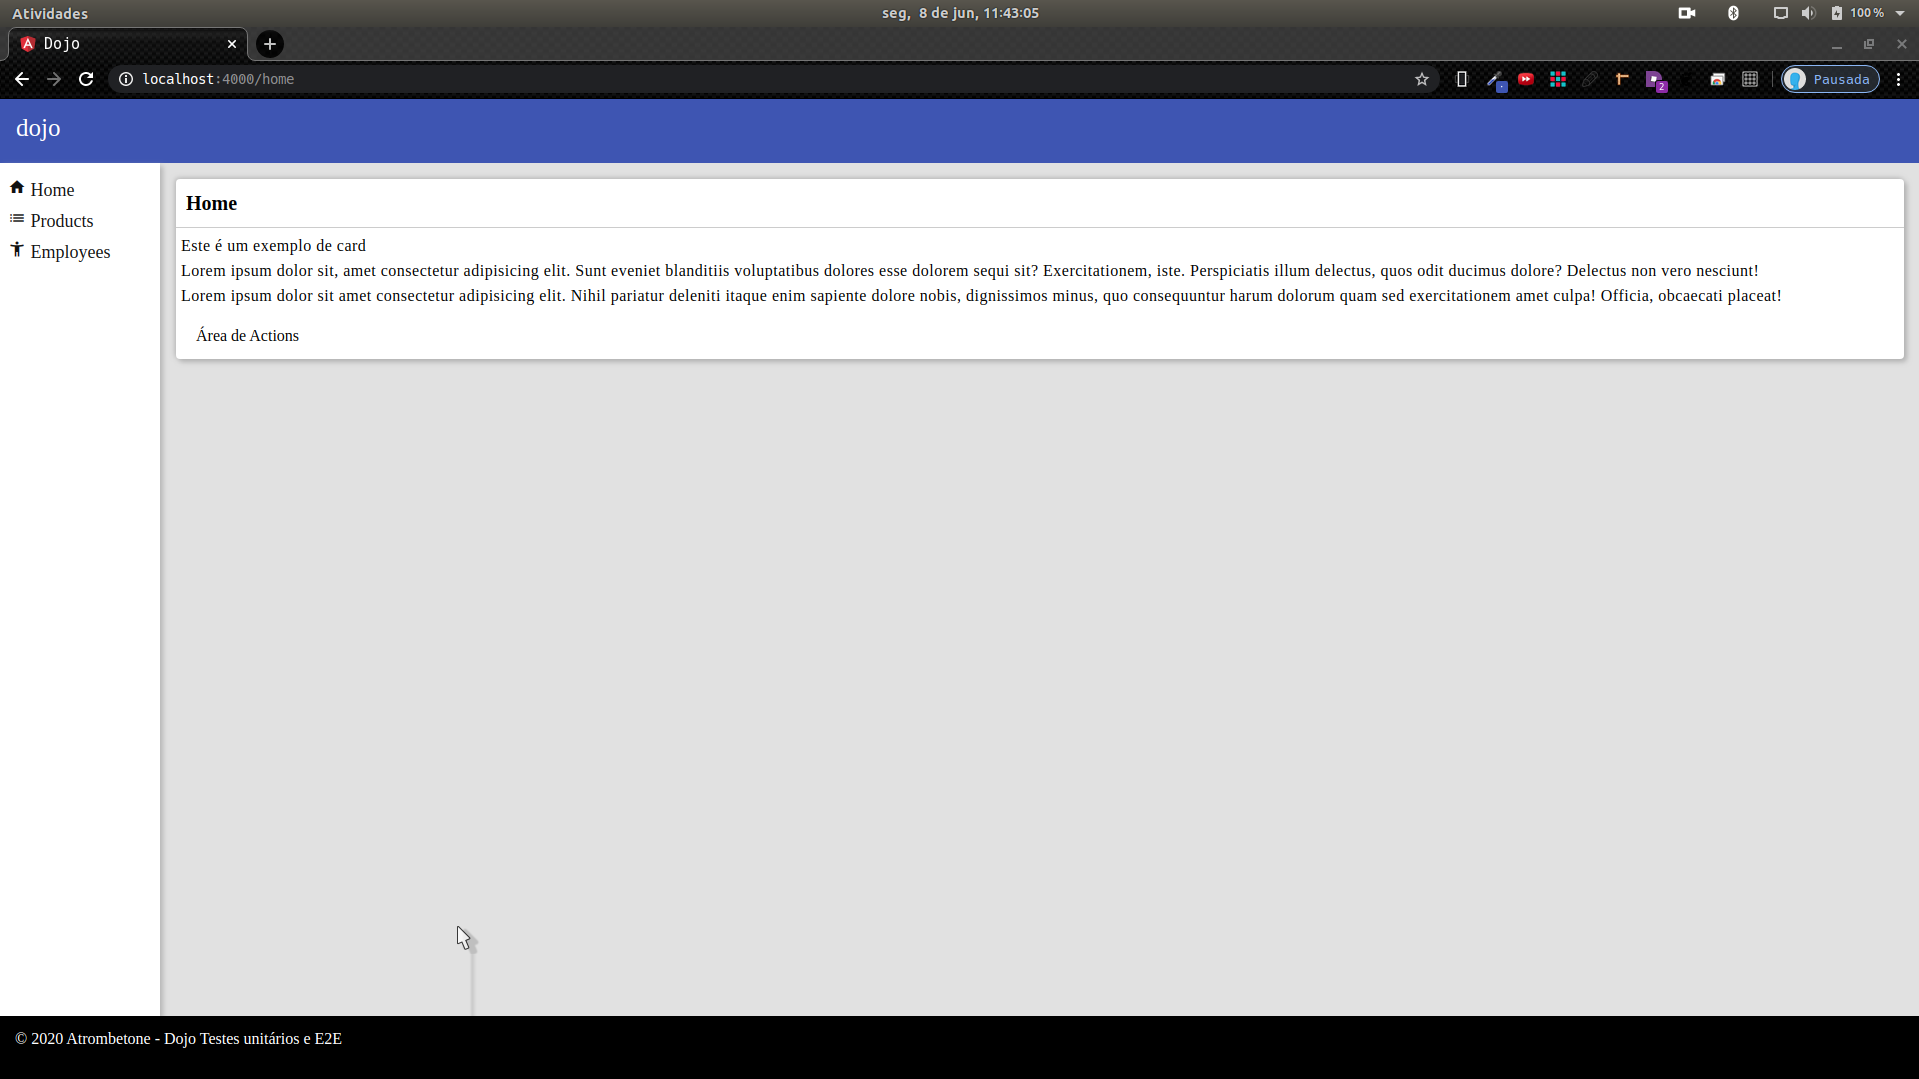 Atividades
seg, 8 de jun, 11:43:05
100 %
Dojo
localhost:4000/home
2
Pausada
dojo
Home
Products
Employees
Home
Este é um exemplo de card
Lorem ipsum dolor sit, amet consectetur adipisicing elit. Sunt eveniet blanditiis voluptatibus dolores esse dolorem sequi sit? Exercitationem, iste. Perspiciatis illum delectus, quos odit ducimus dolore? Delectus non vero nesciunt!
Lorem ipsum dolor sit amet consectetur adipisicing elit. Nihil pariatur deleniti itaque enim sapiente dolore nobis, dignissimos minus, quo consequuntur harum dolorum quam sed exercitationem amet culpa! Officia, obcaecati placeat!
Área de Actions
© 2020 Atrombetone - Dojo Testes unitários e E2E